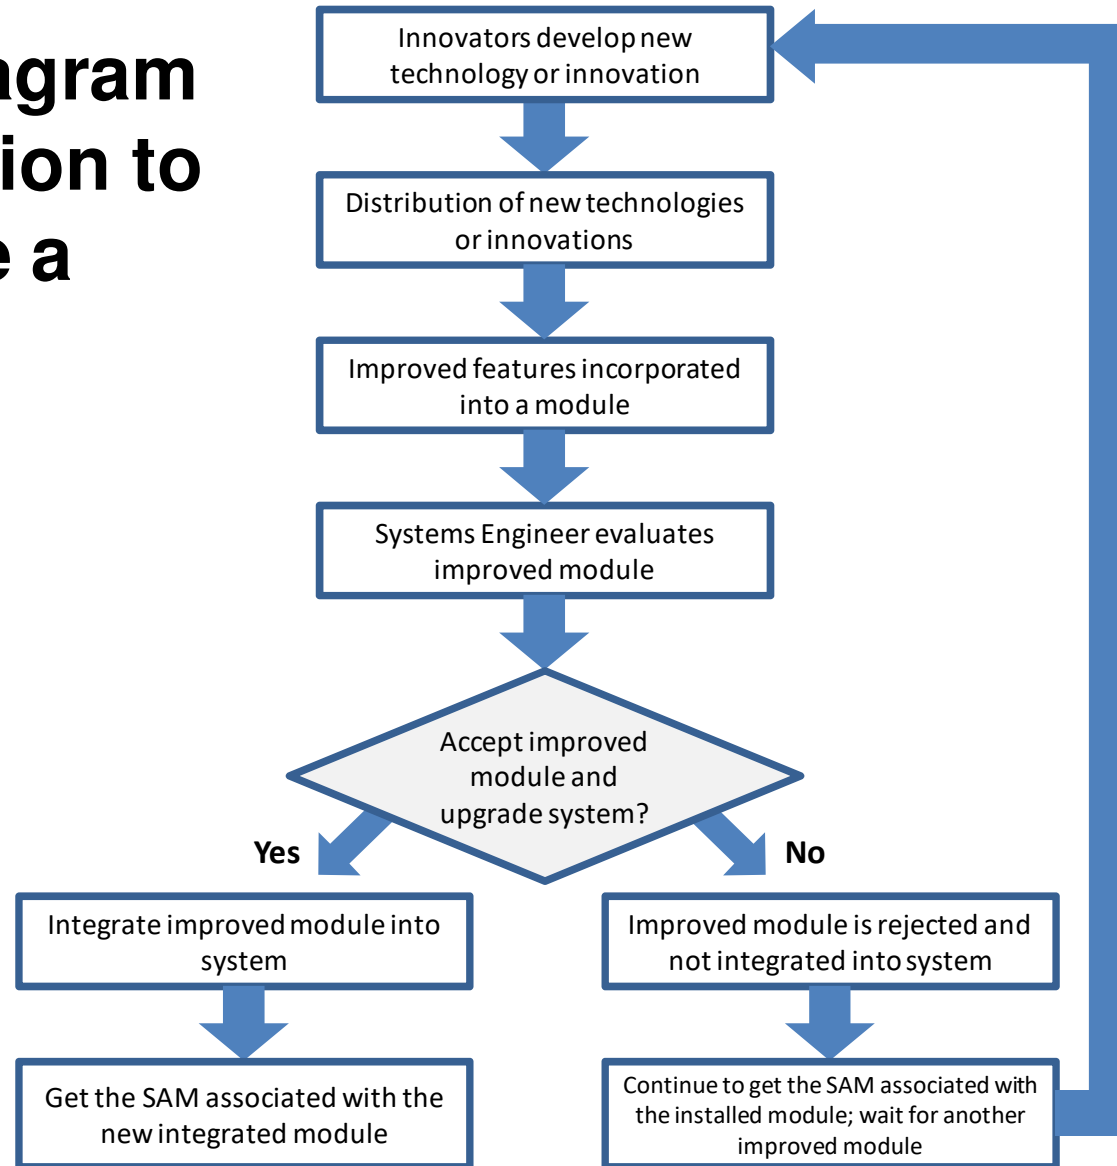 Innovators develop new
technology or innovation
Distribution of new technologies
or innovations
Improved features incorporated
into a module
Systems Engineer evaluates
improved module
Accept improved
module and
upgrade system?
Yes
No
Integrate improved module into
system
Improved module is rejected and
not integrated into system
Get the SAM associated with the
new integrated module
Continue to get the SAM associated with
the installed module; wait for another
improved module
to
a